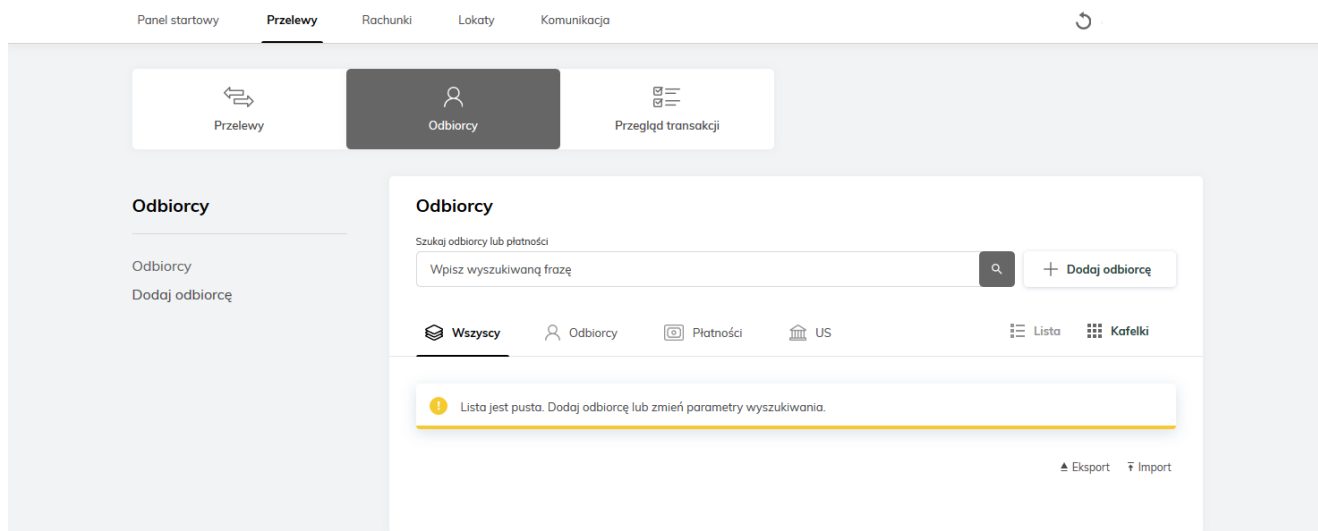 Panel startowy Przelewy Rachunki Lokaty Komunikacja
Przelewy Odbiorcy Przegląd transakcji
Odbiorcy
Odbiorcy
Dodaj odbiorcę
Odbiorcy
Szukaj odbiorcy lub płatności
Wpisz wyszukiwaną frazę
Dodaj odbiorcę
Wszyscy Odbiorcy Płatności US Lista Kafelki
Lista jest pusta. Dodaj odbiorcę lub zmień parametry wyszukiwania.
Eksport Import